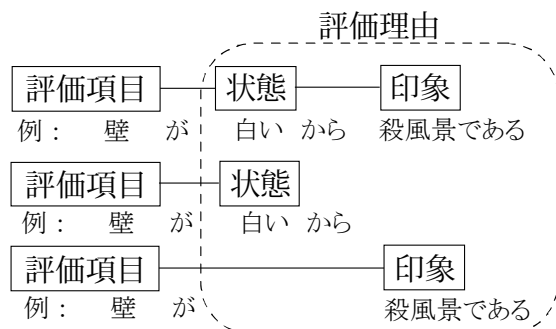 評価理由
評価項目 状態 印象
例： 壁 が 白い から 殺風景である
評価項目 状態
例： 壁 が 白い から
評価項目 印象
例： 壁 が 殺風景である